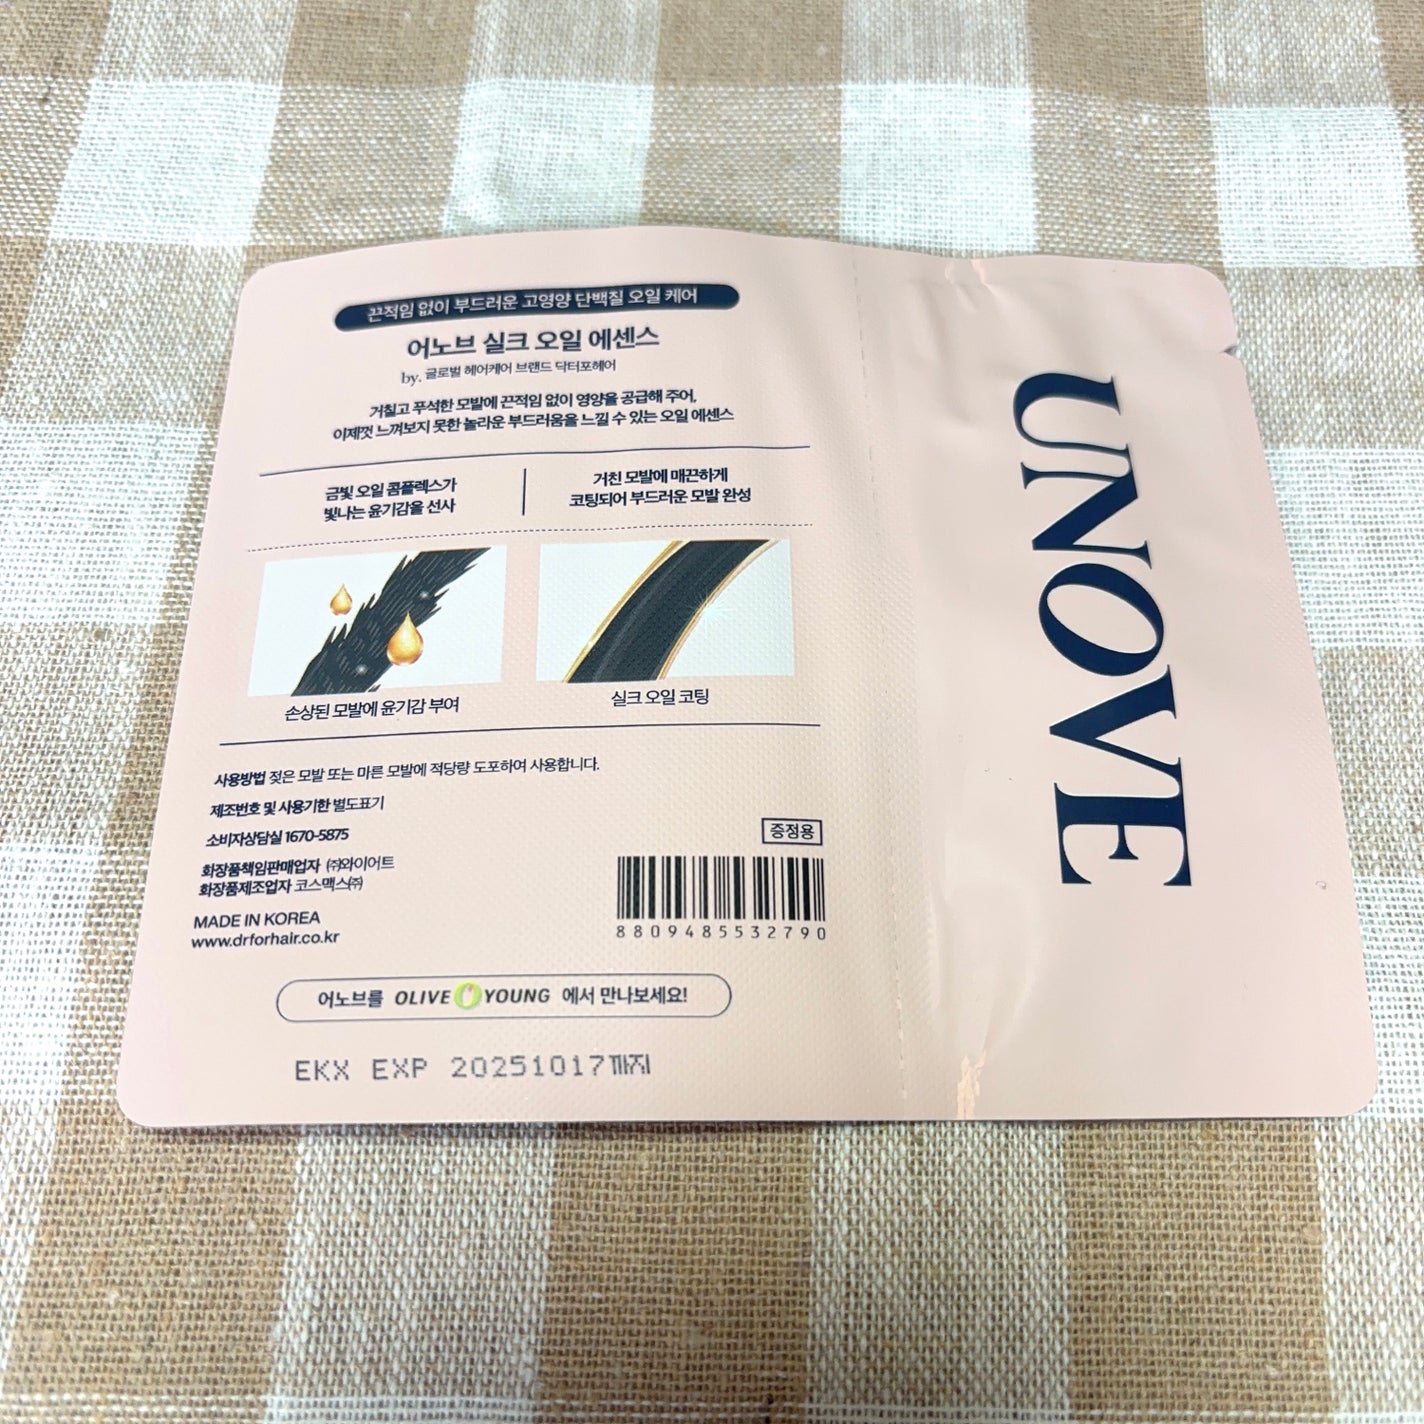 끈적임 없이 부드러운 고영양 단백질 오일 케어
어노브 실크 오일 에센스
by. 글로벌 헤어케어 브랜드 닥터포헤어
거칠고 푸석한 모발에 끈적임 없이 영양을 공급해 주어,
이제껏 느껴보지 못한 놀라운 부드러움을 느낄 수 있는 오일 에센스
금빛 오일 콤플렉스가
빛나는 윤기감을 선사
거친 모발에 매끈하게
코팅되어 부드러운 모발 완성
손상된 모발에 윤기감 부여
실크 오일 코팅
사용방법 젖은 모발 또는 마른 모발에 적당량 도포하여 사용합니다.
제조번호 및 사용기한 별도표기
소비자상담실 1670-5875
화장품책임판매업자 ㈜와이어트
화장품제조업자 코스맥스㈜
MADE IN KOREA
www.drforhair.co.kr
증정용
8809485532790
어노브를 OLIVE YOUNG 에서 만나보세요!
EKX EXP 20251017까지
UNOVE